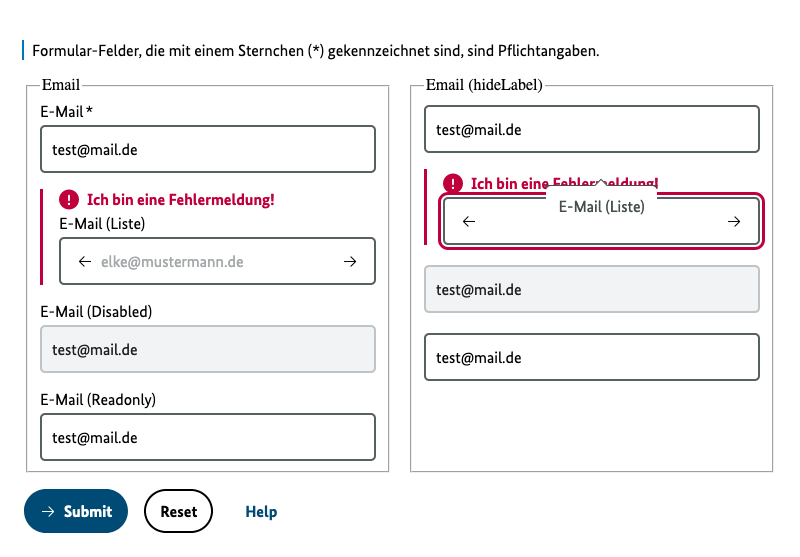 Formular-Felder, die mit einem Sternchen (*) gekennzeichnet sind, sind Pflichtangaben.
Email
E-Mail *
test@mail.de
! Ich bin eine Fehlermeldung!
E-Mail (Liste)
← elke@mustermann.de →
E-Mail (Disabled)
test@mail.de
E-Mail (Readonly)
test@mail.de
Email (hideLabel)
test@mail.de
! Ich bin eine Fehlermeldung!
E-Mail (Liste)
← →
test@mail.de
test@mail.de
→ Submit
Reset
Help